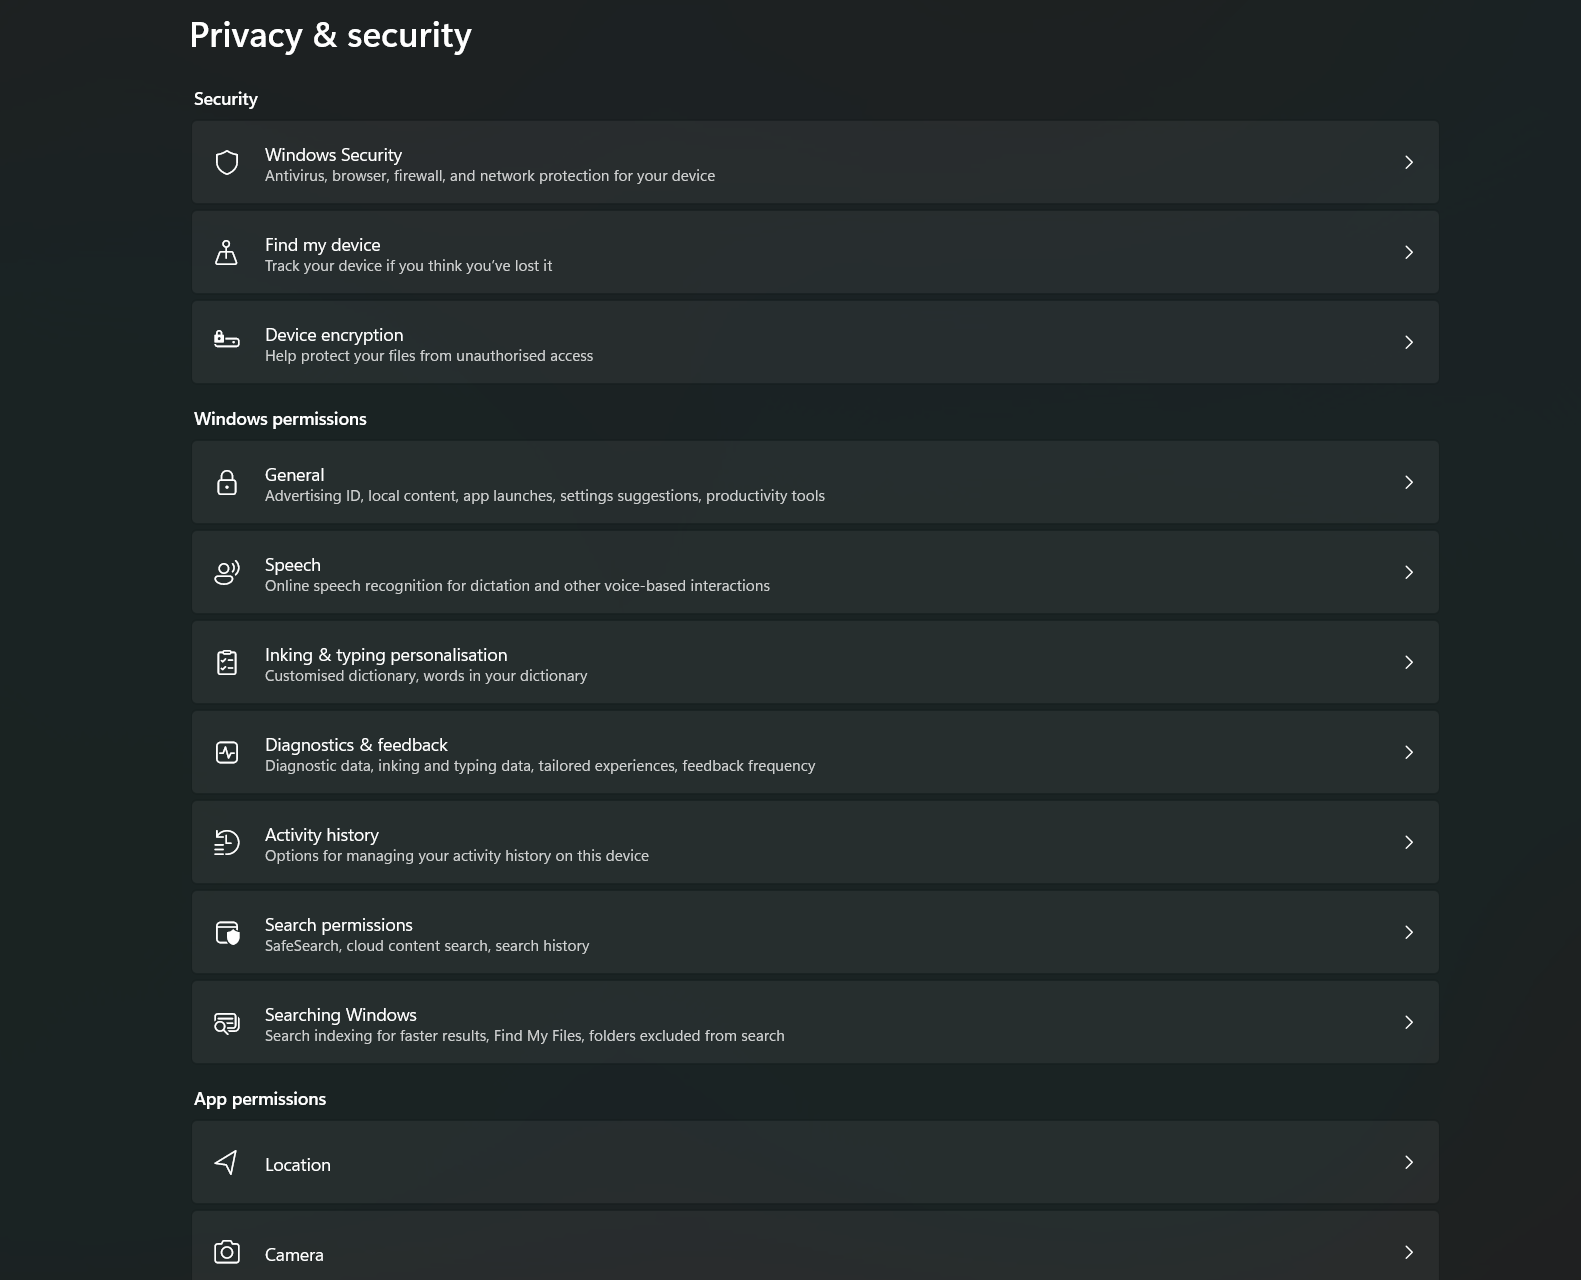 Privacy & security
Security
Windows Security
Antivirus, browser, firewall, and network protection for your device
Find my device
Track your device if you think you’ve lost it
Device encryption
Help protect your files from unauthorised access
Windows permissions
General
Advertising ID, local content, app launches, settings suggestions, productivity tools
Speech
Online speech recognition for dictation and other voice-based interactions
Inking & typing personalisation
Customised dictionary, words in your dictionary
Diagnostics & feedback
Diagnostic data, inking and typing data, tailored experiences, feedback frequency
Activity history
Options for managing your activity history on this device
Search permissions
SafeSearch, cloud content search, search history
Searching Windows
Search indexing for faster results, Find My Files, folders excluded from search
App permissions
Location
Camera